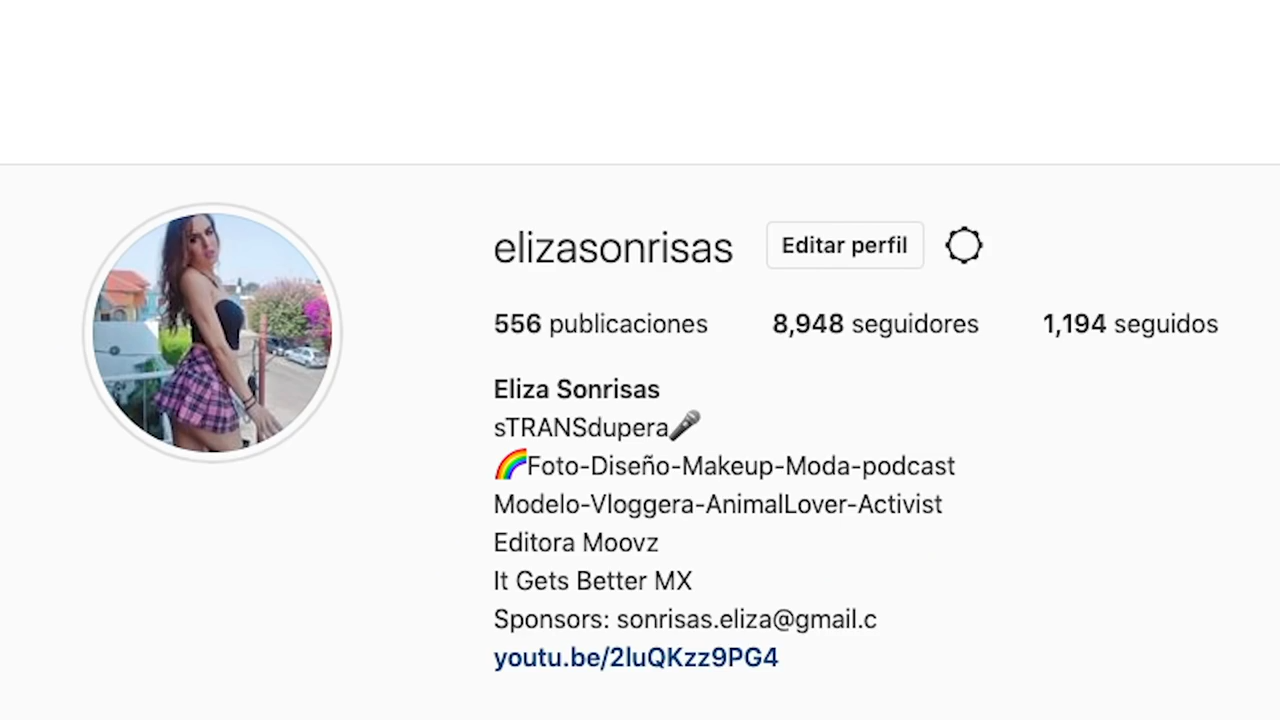 elizasonrisas Editar perfil
556 publicaciones 8,948 seguidores 1,194 seguidos
Eliza Sonrisas
sTRANSdupera🎤
🌈Foto-Diseño-Makeup-Moda-podcast
Modelo-Vloggera-AnimalLover-Activist
Editora Moovz
It Gets Better MX
Sponsors: sonrisas.eliza@gmail.c
youtu.be/2luQKzz9PG4